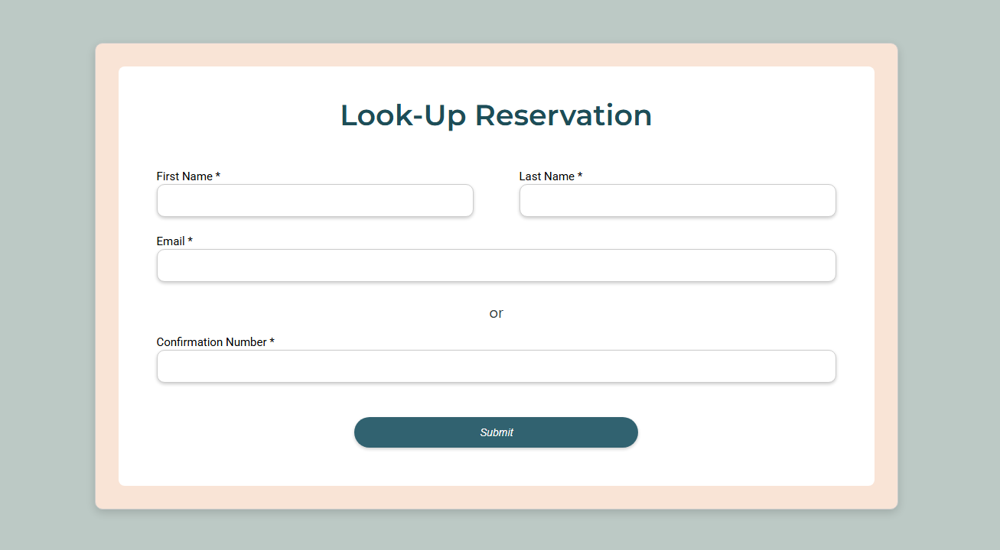 Look-Up Reservation
First Name * Last Name *
Email *
or
Confirmation Number *
Submit